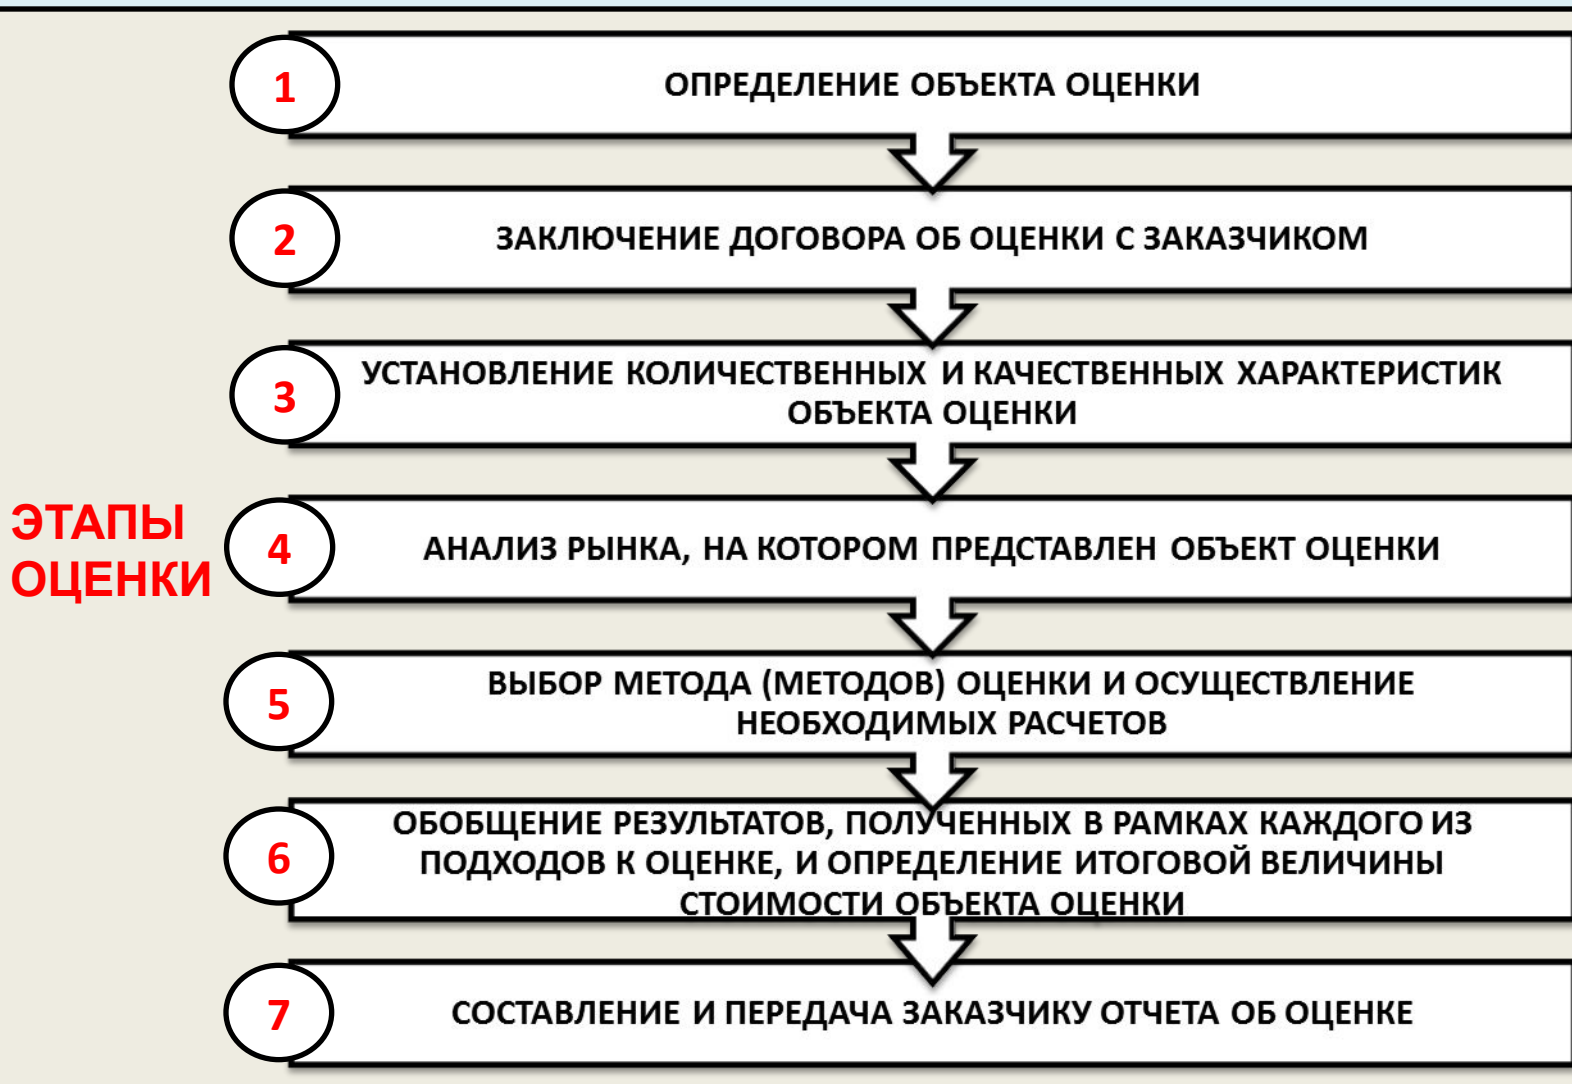 1
ОПРЕДЕЛЕНИЕ ОБЪЕКТА ОЦЕНКИ
2
ЗАКЛЮЧЕНИЕ ДОГОВОРА ОБ ОЦЕНКИ С ЗАКАЗЧИКОМ
3
УСТАНОВЛЕНИЕ КОЛИЧЕСТВЕННЫХ И КАЧЕСТВЕННЫХ ХАРАКТЕРИСТИК
ОБЪЕКТА ОЦЕНКИ
ЭТАПЫ
ОЦЕНКИ
4
АНАЛИЗ РЫНКА, НА КОТОРОМ ПРЕДСТАВЛЕН ОБЪЕКТ ОЦЕНКИ
5
ВЫБОР МЕТОДА (МЕТОДОВ) ОЦЕНКИ И ОСУЩЕСТВЛЕНИЕ
НЕОБХОДИМЫХ РАСЧЕТОВ
6
ОБОБЩЕНИЕ РЕЗУЛЬТАТОВ, ПОЛУЧЕННЫХ В РАМКАХ КАЖДОГО ИЗ
ПОДХОДОВ К ОЦЕНКЕ, И ОПРЕДЕЛЕНИЕ ИТОГОВОЙ ВЕЛИЧИНЫ
СТОИМОСТИ ОБЪЕКТА ОЦЕНКИ
7
СОСТАВЛЕНИЕ И ПЕРЕДАЧА ЗАКАЗЧИКУ ОТЧЕТА ОБ ОЦЕНКЕ